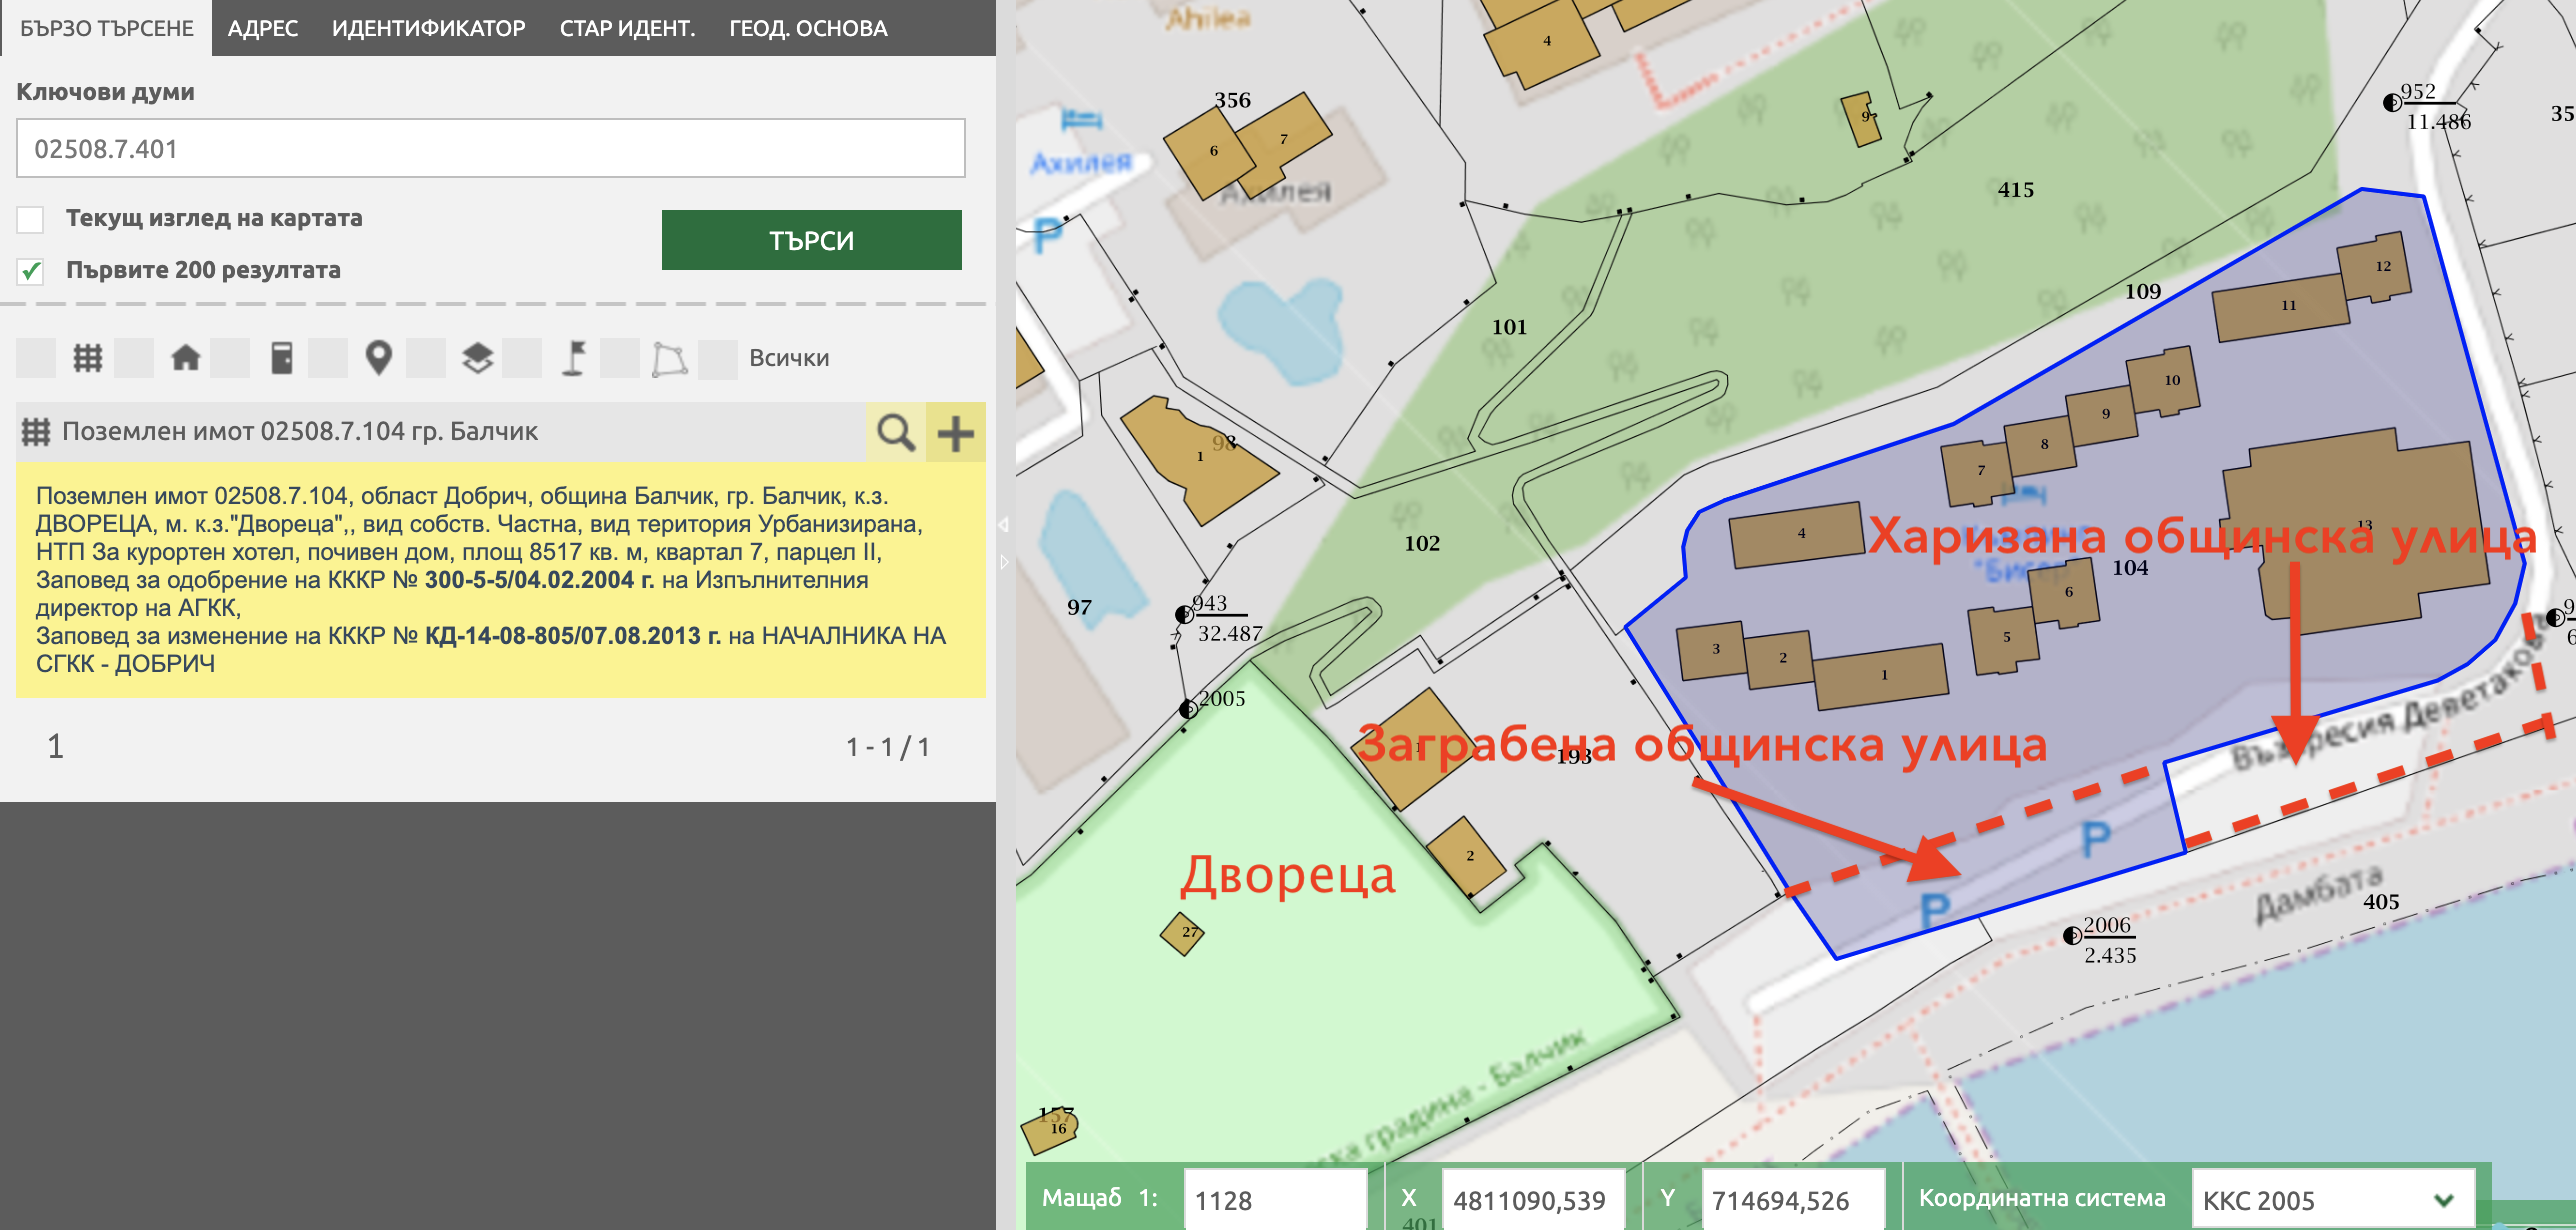 БЪРЗО ТЪРСЕНЕ
АДРЕС
ИДЕНТИФИКАТОР
СТАР ИДЕНТ.
ГЕОД. ОСНОВА
Ключови думи
02508.7.401
Текущ изглед на картата
Първите 200 резултата
ТЪРСИ
Всички
Поземлен имот 02508.7.104 гр. Балчик
Поземлен имот 02508.7.104, област Добрич, община Балчик, гр. Балчик, к.з.
ДВОРЕЦА, м. к.з."Двореца",, вид собств. Частна, вид територия Урбанизирана,
НТП За курортен хотел, почивен дом, площ 8517 кв. м, квартал 7, парцел II,
Заповед за одобрение на КККР № 300-5-5/04.02.2004 г. на Изпълнителния
директор на АГКК,
Заповед за изменение на КККР № КД-14-08-805/07.08.2013 г. на НАЧАЛНИКА НА
СГКК - ДОБРИЧ
1
1 - 1 / 1
Ahilea
4
356
6
7
Ахилея
Ахилея
P
9
415
952
11.486
109
12
11
101
10
9
8
7
98
1
4
13
Харизана общинска улица
"Бисер"
104
102
97
943
32.487
6
5
3
2
1
2005
Заграбена общинска улица
193
Двореца
2
27
P
P
Дамбата
405
2006
2.435
157
16
градина - Балчик
Мащаб 1:
1128
X
4811090,539
Y
714694,526
Координатна система
ККС 2005
401